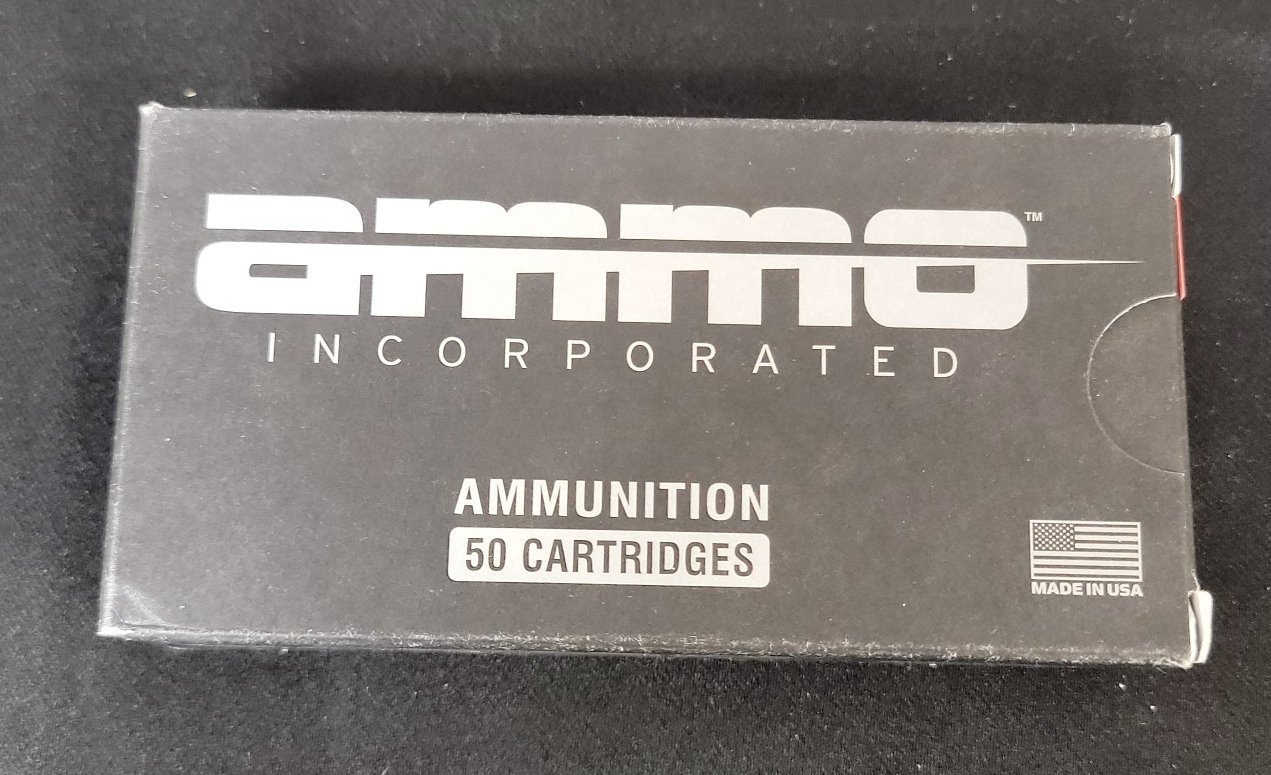 ammo™
INCORPORATED
AMMUNITION
50 CARTRIDGES
MADE IN USA